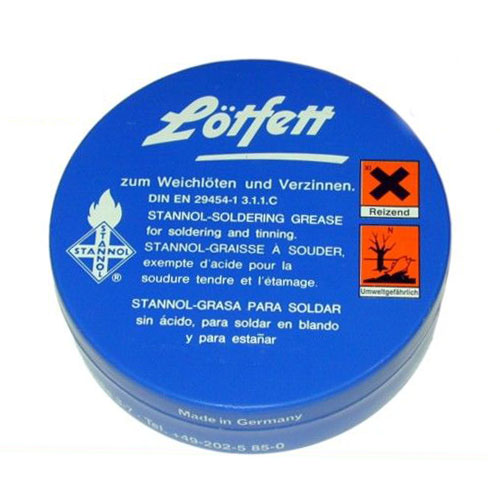 Lötfett
zum Weichlöten und Verzinnen.
DIN EN 29454-1 3.1.1.C
STANNOL-SOLDERING GREASE
for soldering and tinning.
STANNOL-GRAISSE À SOUDER,
exempte d'acide pour la
soudure tendre et l'étamage.
STANNOL-GRASA PARA SOLDAR
sin ácido, para soldar en blando
y para estañar
STANNOL
STANNOL
®
Xi
Reizend
N
Umweltgefährlich
Made in Germany
Tel. +49-202-5 85-0